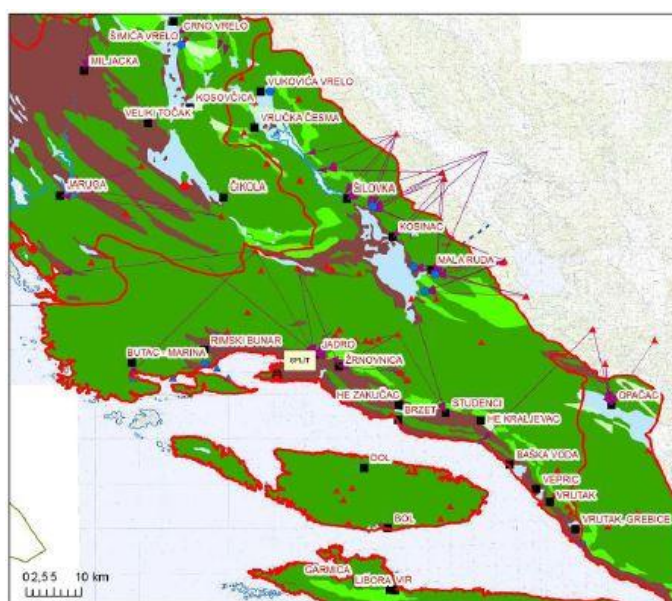 CRNO VRELO
ŠIMIĆA VRELO
MILJACKA
VUKOVIĆA VRELO
KOSOVČICA
VELIKI TOČAK
VRLIČKA ČESMA
JARUGA
ČIKOLA
ŠILOVKA
KOSINAC
MALA RUDA
RIMSKI BUNAR
JADRO
BUTAC - MARINA
SPLIT
ŽRNOVNICA
HE ZAKUČAC
OPAČAC
STUDENCI
BRZET
HE KRALJEVAC
BAŠKA VODA
DOL
VEPRIC
VRUTAK
BOL
VRUTAK, GREBICE
GARMICA
LIBORA VIR
0 2,5 5 10 km